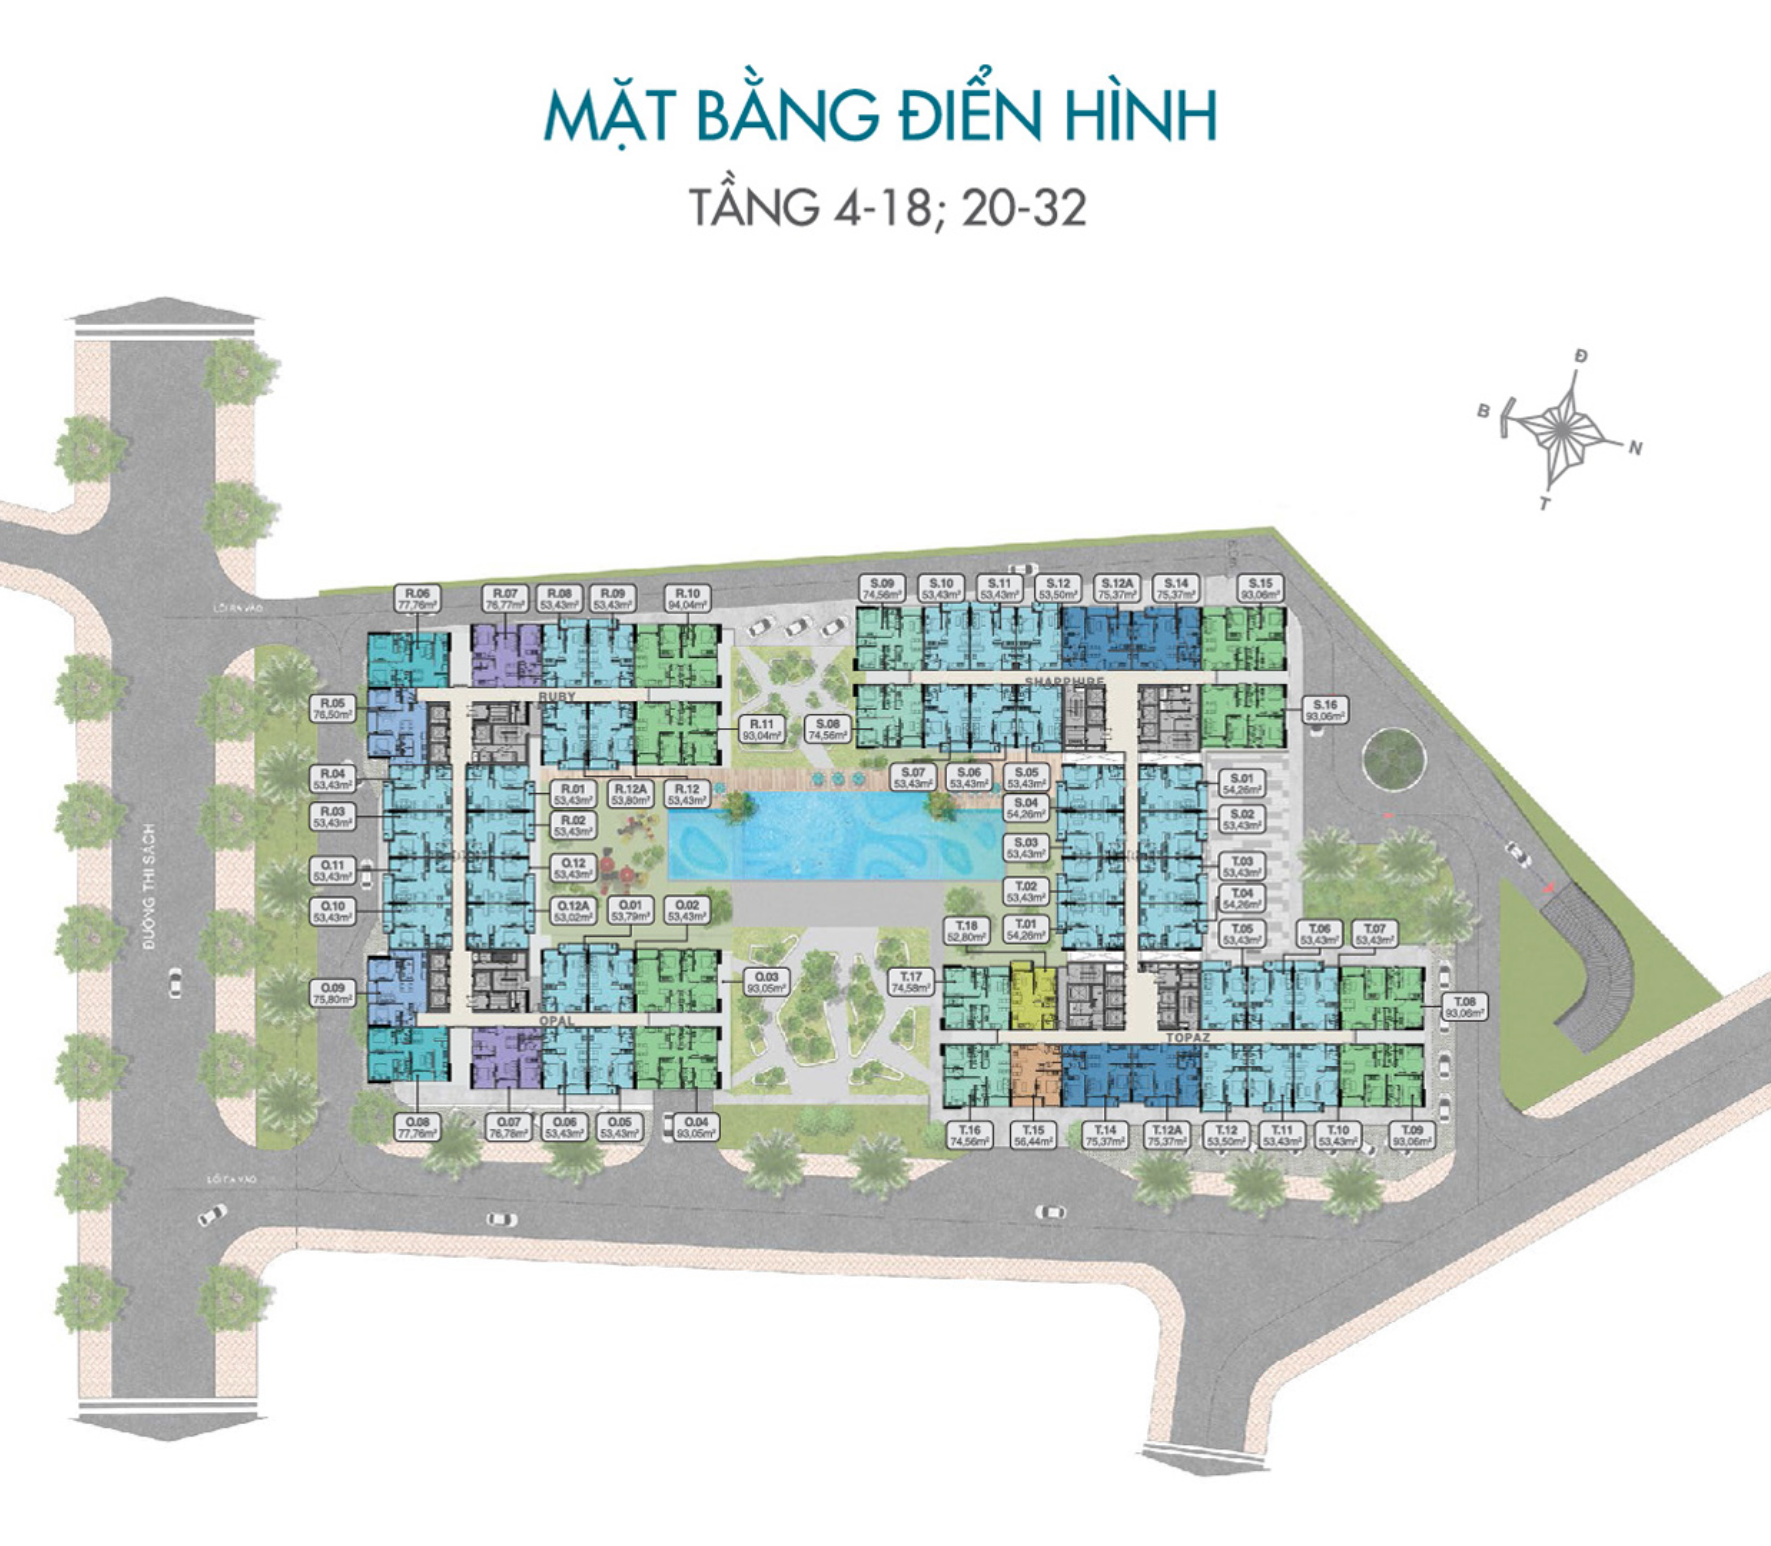 MẶT BẰNG ĐIỂN HÌNH
TẦNG 4-18; 20-32
Đ
B
N
T
S.09
74,56m²
S.10
53,43m²
S.11
53,43m²
S.12
53,50m²
S.12A
75,37m²
S.14
75,37m²
S.15
93,06m²
R.06
77,76m²
R.07
76,77m²
R.08
53,43m²
R.09
53,43m²
R.10
94,04m²
LỐI RA VÀO
RUBY
SHAPPHIRE
R.05
76,50m²
R.11
93,04m²
S.08
74,56m²
S.16
93,06m²
R.04
53,43m²
R.01
53,43m²
R.12A
53,80m²
R.12
53,43m²
S.07
53,43m²
S.06
53,43m²
S.05
53,43m²
S.01
54,26m²
R.03
53,43m²
R.02
53,43m²
S.04
54,26m²
S.02
53,43m²
S.03
53,43m²
O.11
53,43m²
O.12
53,43m²
T.03
53,43m²
T.02
53,43m²
T.04
54,26m²
O.10
53,43m²
O.12A
53,02m²
O.01
53,79m²
O.02
53,43m²
T.18
52,80m²
T.01
54,26m²
T.05
53,43m²
T.06
53,43m²
T.07
53,43m²
ĐƯỜNG THI SÁCH
O.09
75,80m²
O.03
93,05m²
T.17
74,58m²
T.08
93,06m²
OPAL
TOPAZ
O.08
77,76m²
O.07
76,78m²
O.06
53,43m²
O.05
53,43m²
O.04
93,05m²
T.16
74,56m²
T.15
56,44m²
T.14
75,37m²
T.12A
75,37m²
T.12
53,50m²
T.11
53,43m²
T.10
53,43m²
T.09
93,06m²
LỐI RA VÀO